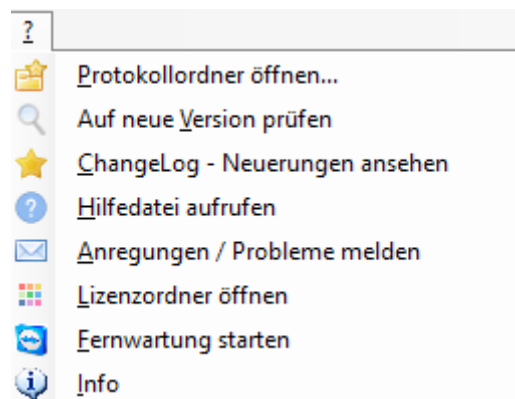 ?
Protokollordner öffnen...
Auf neue Version prüfen
ChangeLog - Neuerungen ansehen
Hilfedatei aufrufen
Anregungen / Probleme melden
Lizenzordner öffnen
Fernwartung starten
Info